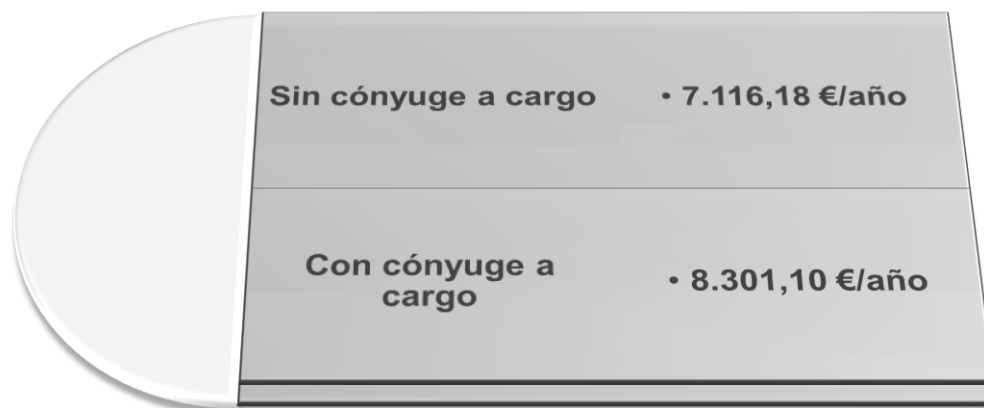 Sin cónyuge a cargo
• 7.116,18 €/año
Con cónyuge a
cargo
• 8.301,10 €/año